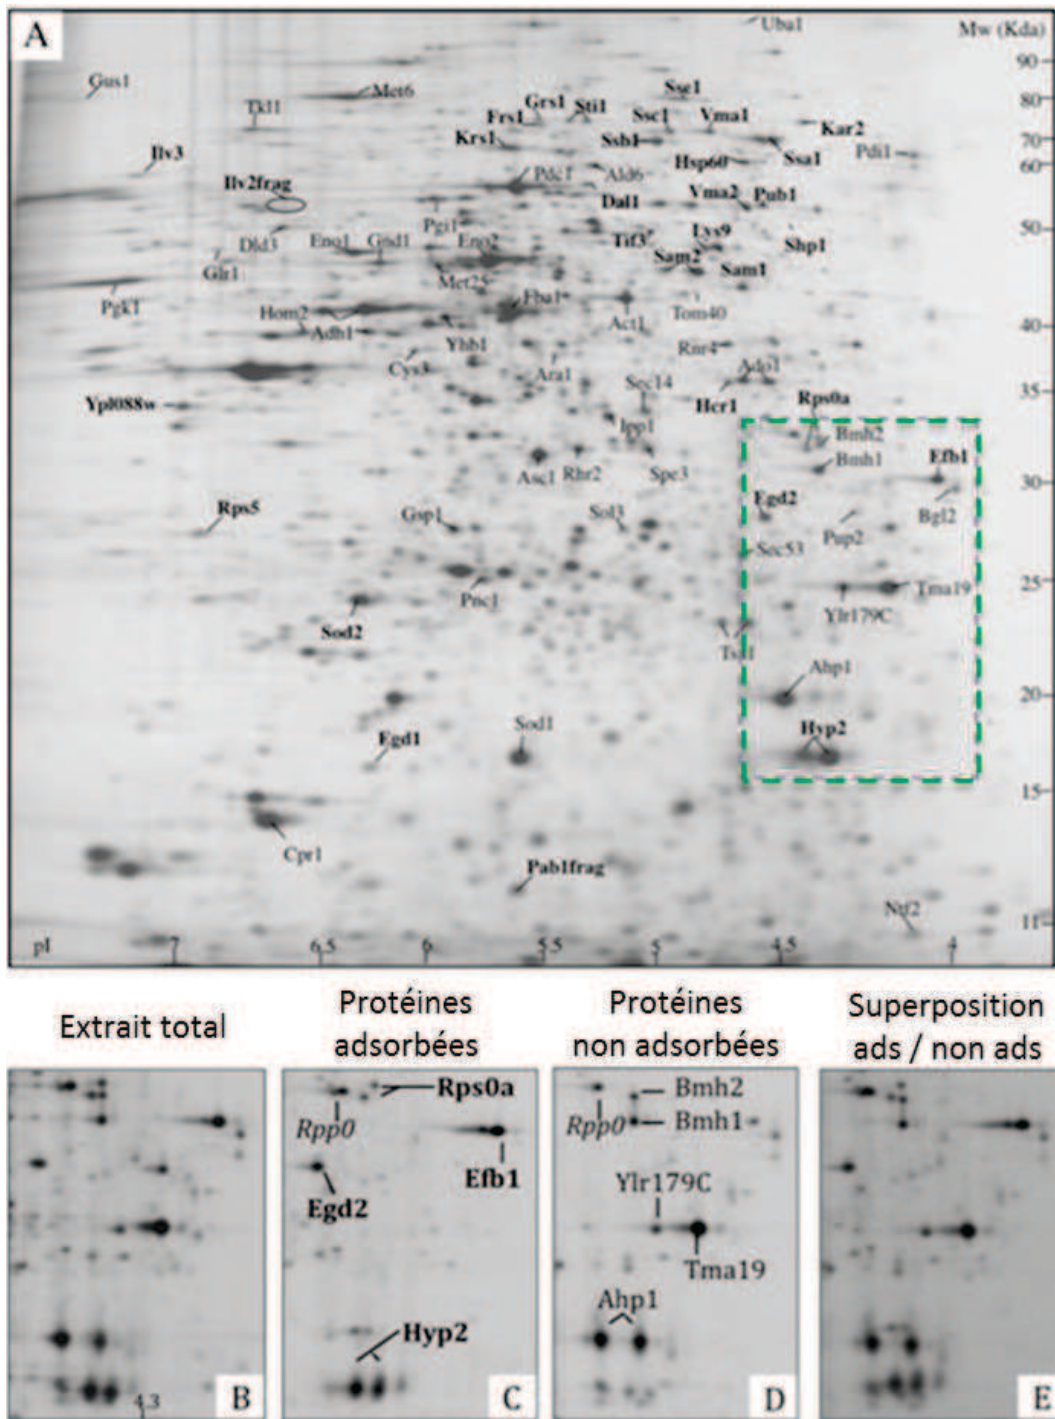 A
Uba1
Mw (Kda)
90
Gus1
Met6
Sse1
80
Tkl1
Grs1
Sti1
Frs1
Ssc1
Vma1
Kar2
70
Krs1
Ssb1
Ssa1
Pdi1
Ilv3
Hsp60
60
Pdc1
Ald6
Ilv2frag
Dal1
Vma2
Pub1
Pgi1
50
Dld3
Eno1
Gnd1
Eno2
Tif3
Lys9
Shp1
Glr1
Sam2
Sam1
Met25
Pgk1
Fba1
Hom2
Tom40
Adh1
Act1
40
Yhb1
Rnr4
Cys3
Ara1
Ado1
Sec14
35
Ypl088w
Hcr1
Rps0a
Ipp1
Bmh2
Bmh1
Efb1
Asc1
Rhr2
Spe3
30
Egd2
Rps5
Gsp1
Sol3
Pup2
Bgl2
Sec53
25
Pnc1
Tma19
Ylr179C
Sod2
Tsa1
Ahp1
20
Egd1
Sod1
Hyp2
15
Cpr1
Pab1frag
Ntf2
11
pI
7
6.5
6
5.5
5
4.5
4
Extrait total
Protéines
adsorbées
Protéines
non adsorbées
Superposition
ads / non ads
4.3
B
Rps0a
Rpp0
Efb1
Egd2
Hyp2
C
Bmh2
Rpp0
Bmh1
Ylr179C
Tma19
Ahp1
D
E